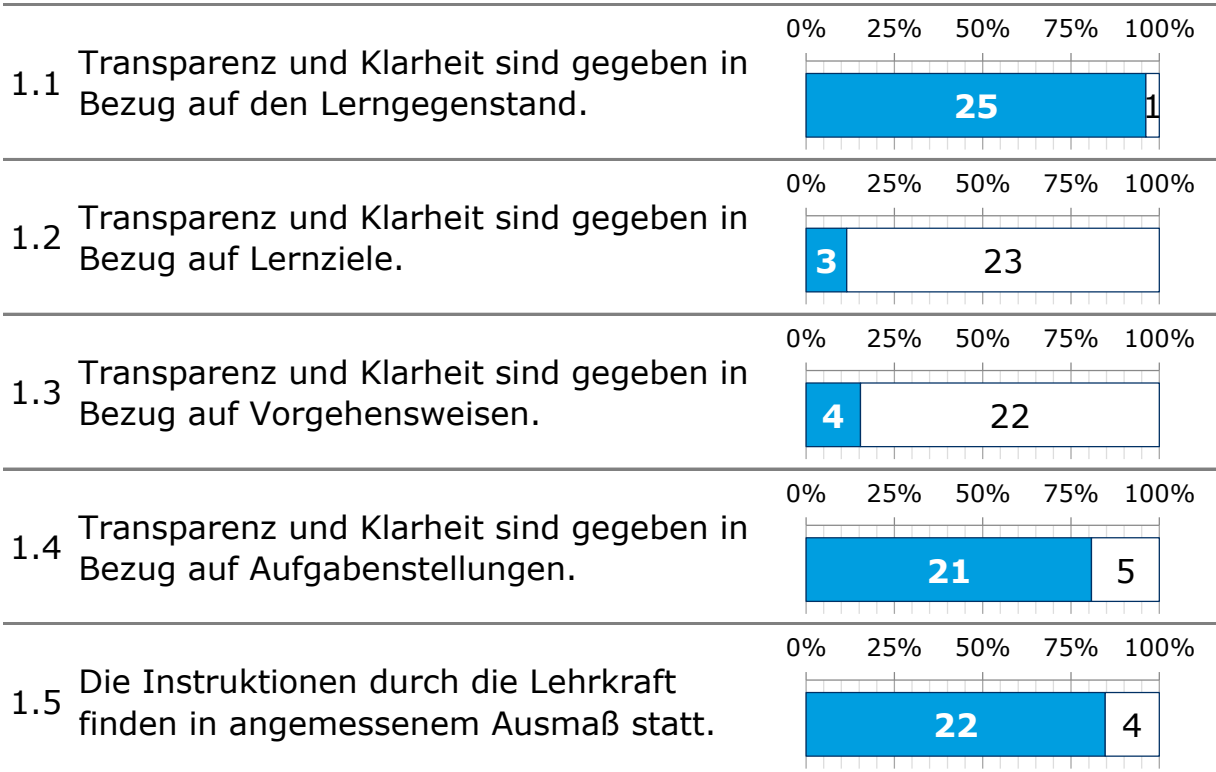 0% 25% 50% 75% 100%
1.1 Transparenz und Klarheit sind gegeben in
Bezug auf den Lerngegenstand.
25 1
0% 25% 50% 75% 100%
1.2 Transparenz und Klarheit sind gegeben in
Bezug auf Lernziele.
3 23
0% 25% 50% 75% 100%
1.3 Transparenz und Klarheit sind gegeben in
Bezug auf Vorgehensweisen.
4 22
0% 25% 50% 75% 100%
1.4 Transparenz und Klarheit sind gegeben in
Bezug auf Aufgabenstellungen.
21 5
0% 25% 50% 75% 100%
1.5 Die Instruktionen durch die Lehrkraft
finden in angemessenem Ausmaß statt.
22 4